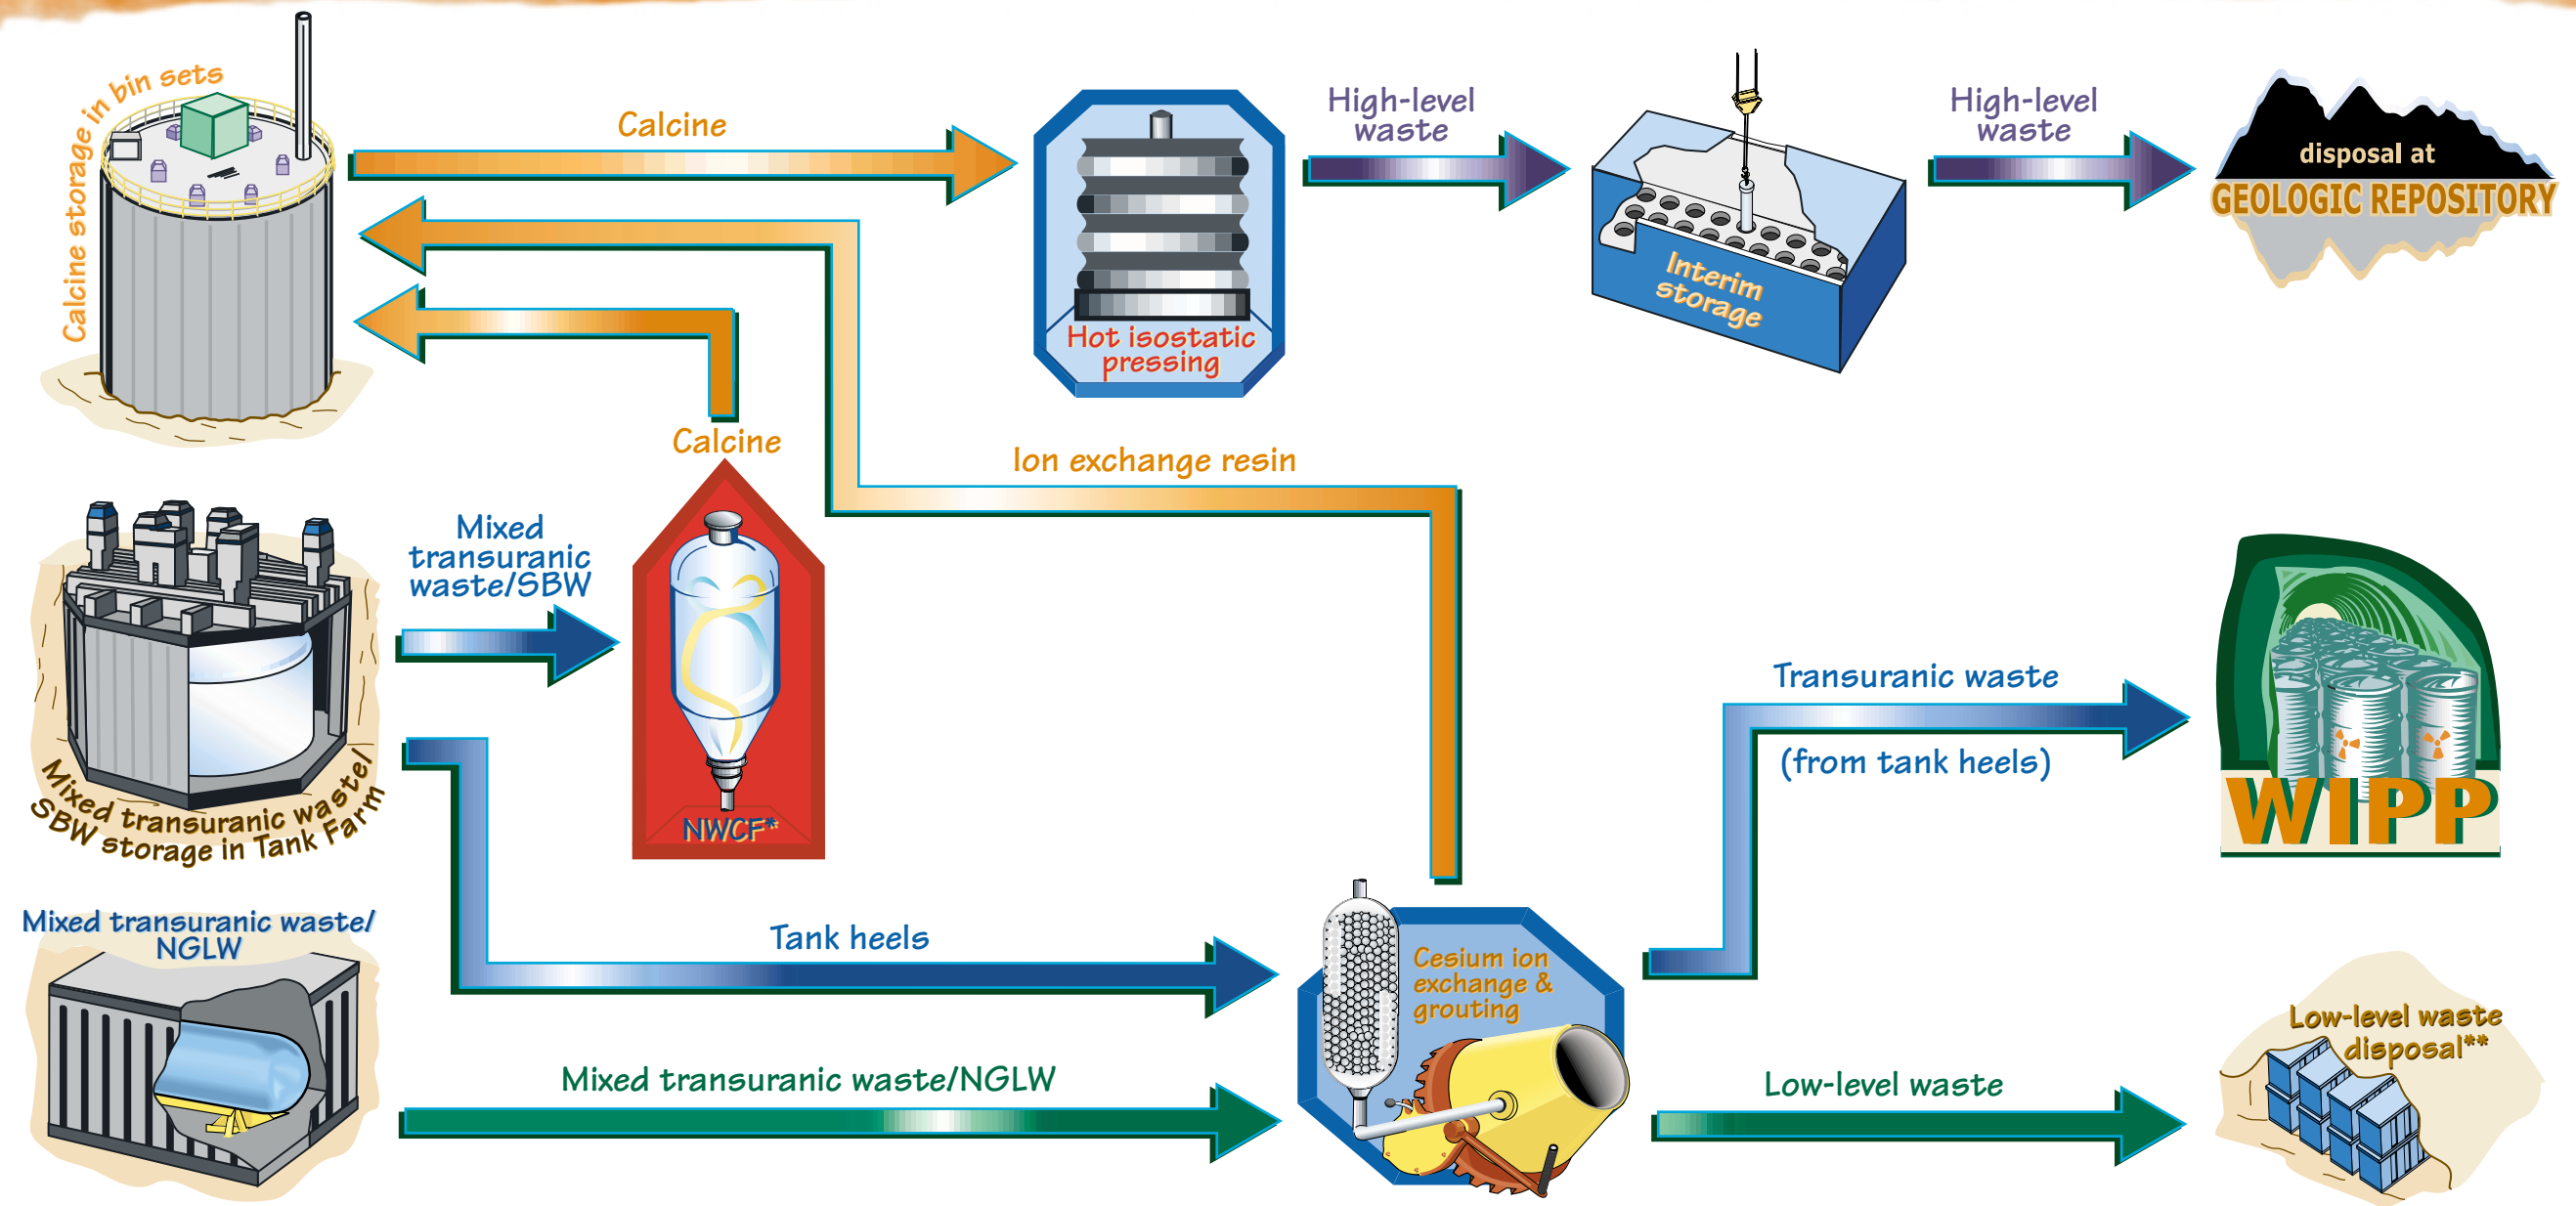 Calcine storage in bin sets
Calcine
High-level
waste
High-level
waste
disposal at
GEOLOGIC REPOSITORY
Interim
storage
Hot isostatic
pressing
Calcine
Ion exchange resin
Mixed
transuranic
waste/SBW
NWCF*
Mixed transuranic waste/
SBW storage in Tank Farm
Transuranic waste
(from tank heels)
WIPP
Mixed transuranic waste/
NGLW
Tank heels
Cesium ion
exchange &
grouting
Mixed transuranic waste/NGLW
Low-level waste
Low-level waste
disposal**